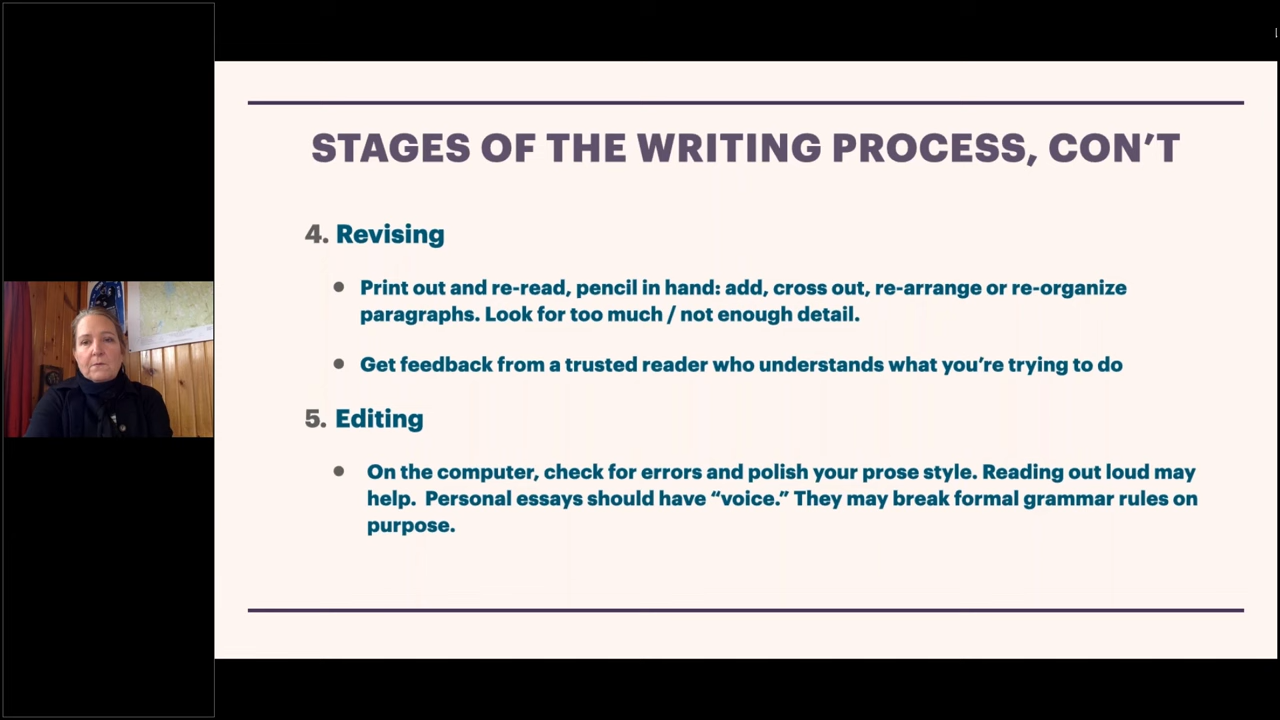 STAGES OF THE WRITING PROCESS, CON’T
4. Revising
● Print out and re-read, pencil in hand: add, cross out, re-arrange or re-organize
paragraphs. Look for too much / not enough detail.
● Get feedback from a trusted reader who understands what you’re trying to do
5. Editing
● On the computer, check for errors and polish your prose style. Reading out loud may
help.  Personal essays should have “voice.” They may break formal grammar rules on
purpose.